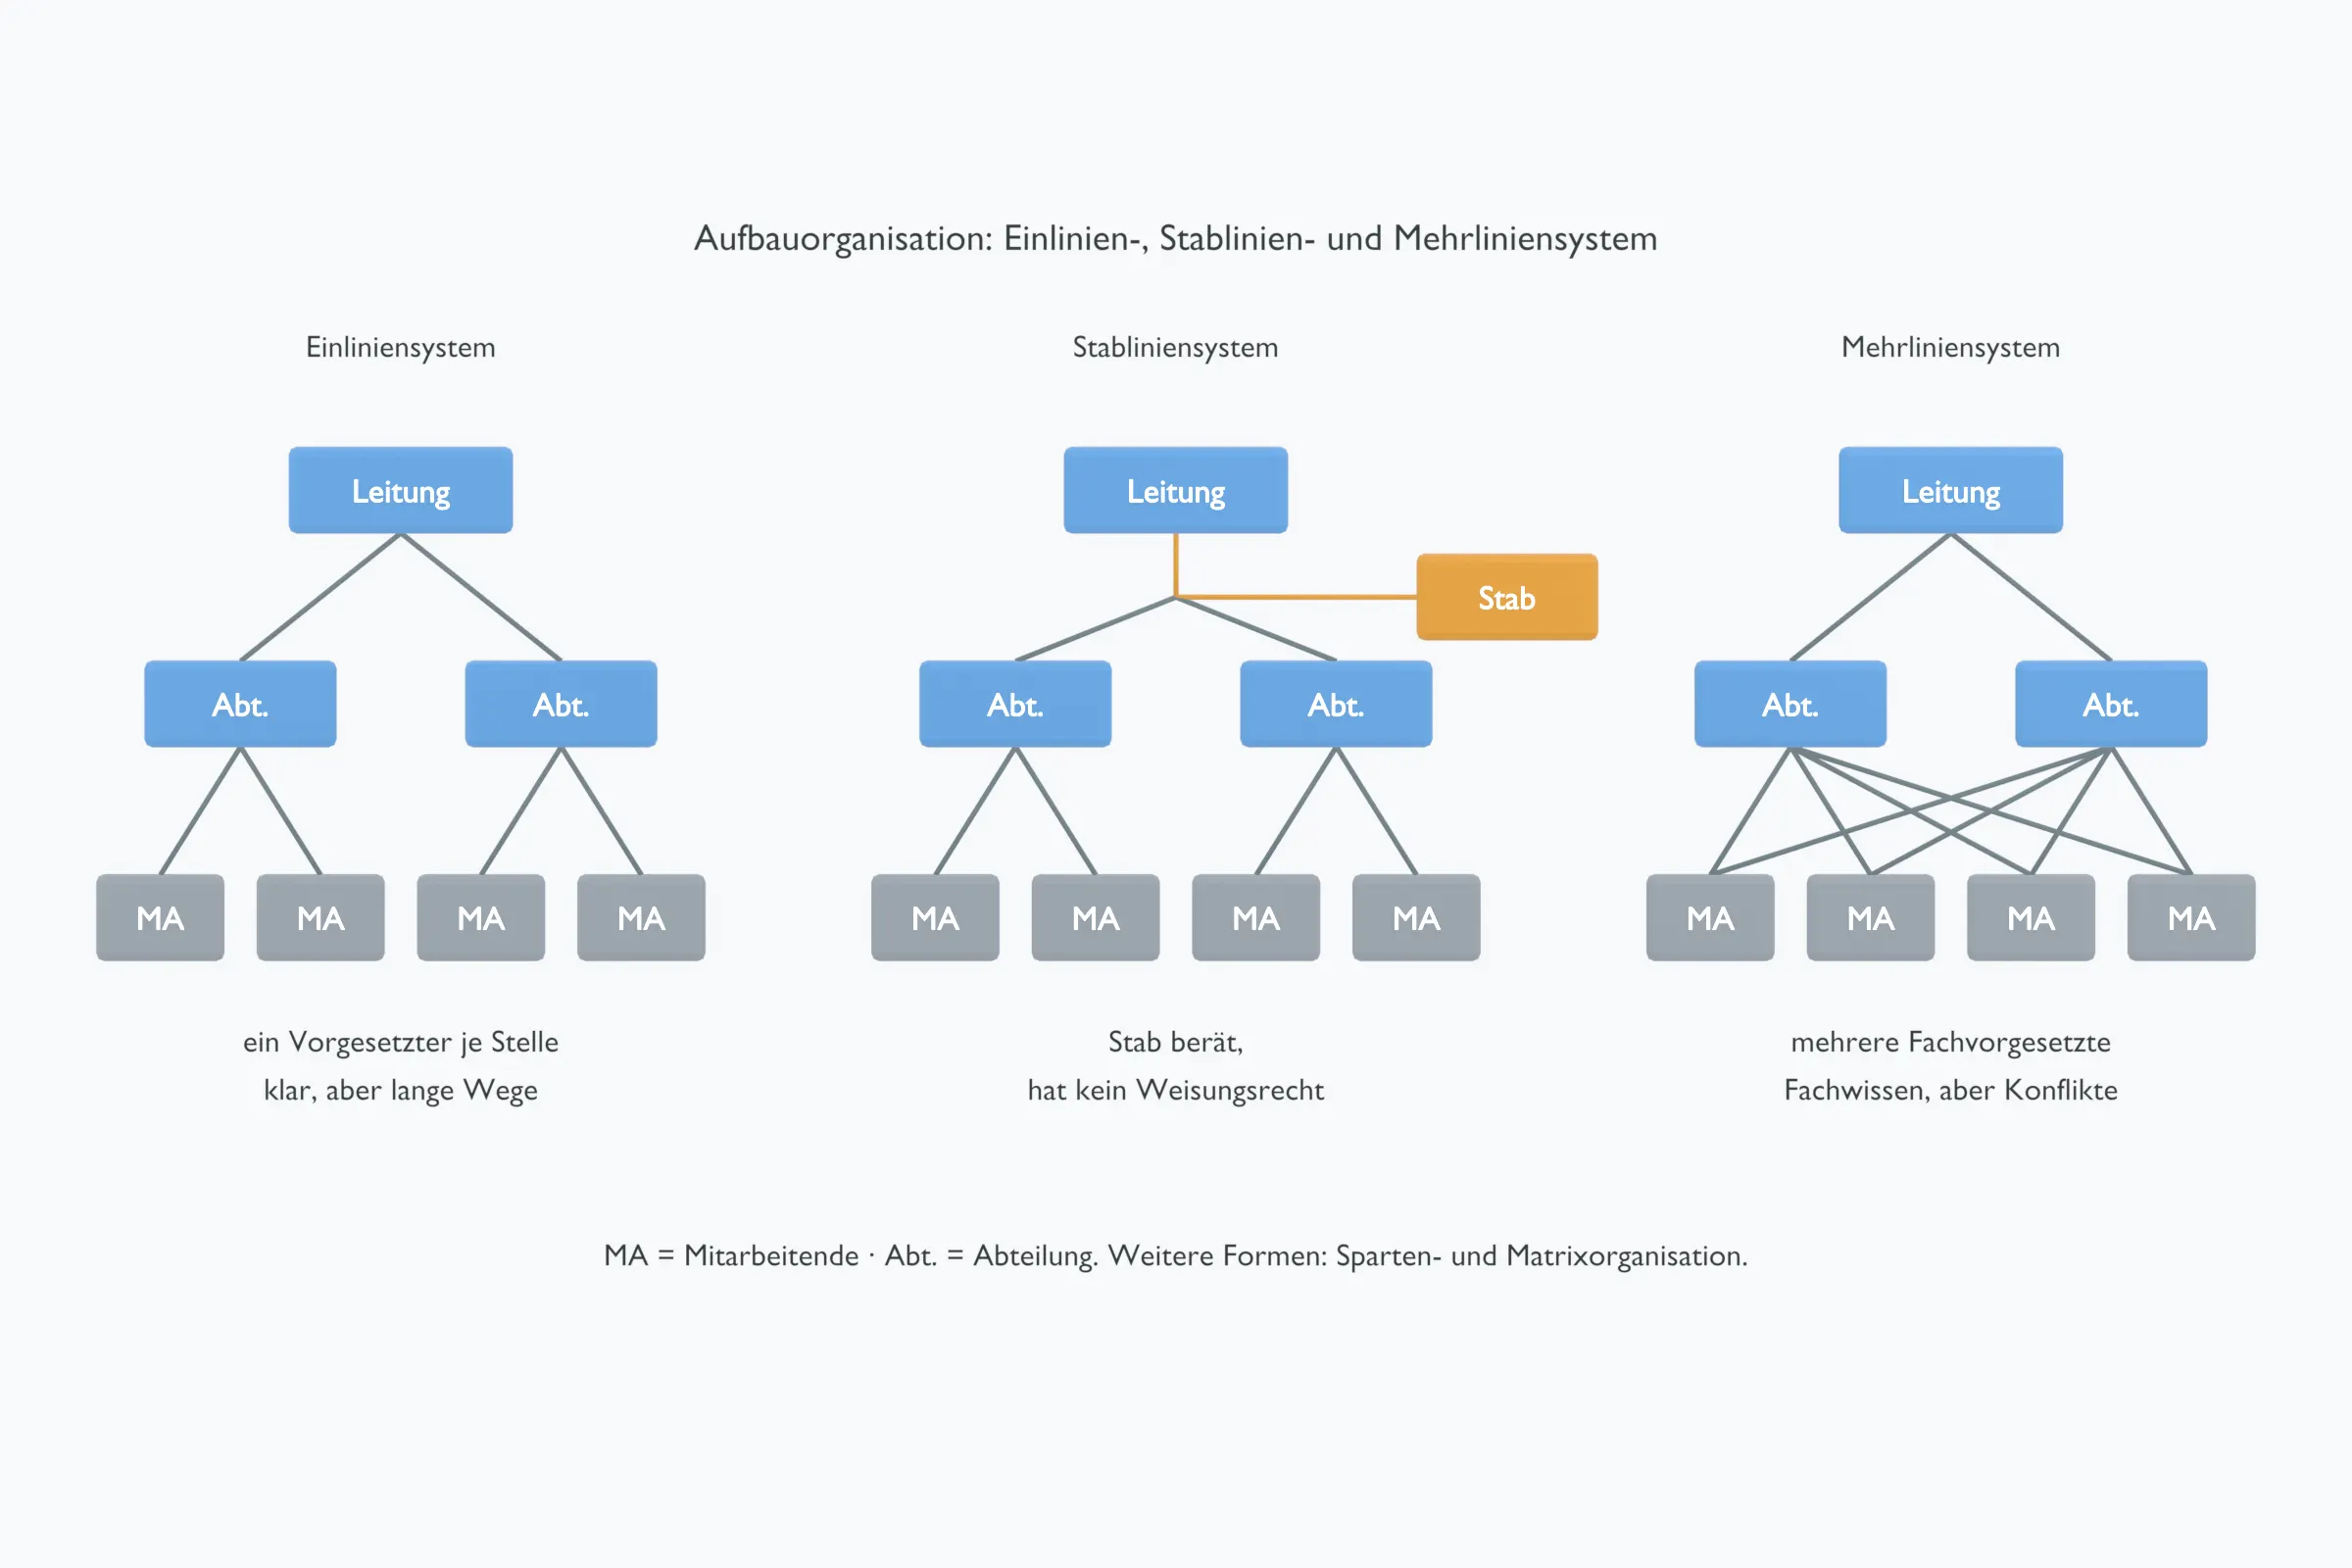 Aufbauorganisation: Einlinien-, Stablinien- und Mehrliniensystem
Einliniensystem
Leitung
Abt. Abt.
MA MA MA MA
ein Vorgesetzter je Stelle
klar, aber lange Wege
Stabliniensystem
Leitung
Stab
Abt. Abt.
MA MA MA MA
Stab berät,
hat kein Weisungsrecht
Mehrliniensystem
Leitung
Abt. Abt.
MA MA MA MA
mehrere Fachvorgesetzte
Fachwissen, aber Konflikte
MA = Mitarbeitende · Abt. = Abteilung. Weitere Formen: Sparten- und Matrixorganisation.